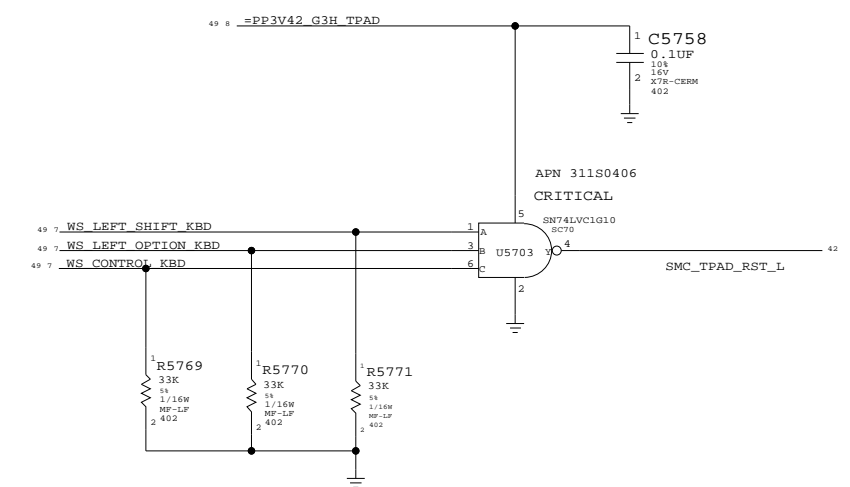 49 8 =PP3V42_G3H_TPAD
1 C5758
0.1UF
10%
16V
2 X7R-CERM
402
APN 311S0406
CRITICAL
5
SN74LVC1G10
SC70
49 7 WS_LEFT_SHIFT_KBD 1 A
49 7 WS_LEFT_OPTION_KBD 3 B U5703 Y 4 42
49 7 WS_CONTROL_KBD 6 C
SMC_TPAD_RST_L
2
1 R5769
33K
5%
1/16W
MF-LF
2 402
1 R5770
33K
5%
1/16W
MF-LF
2 402
1 R5771
33K
5%
1/16W
MF-LF
2 402